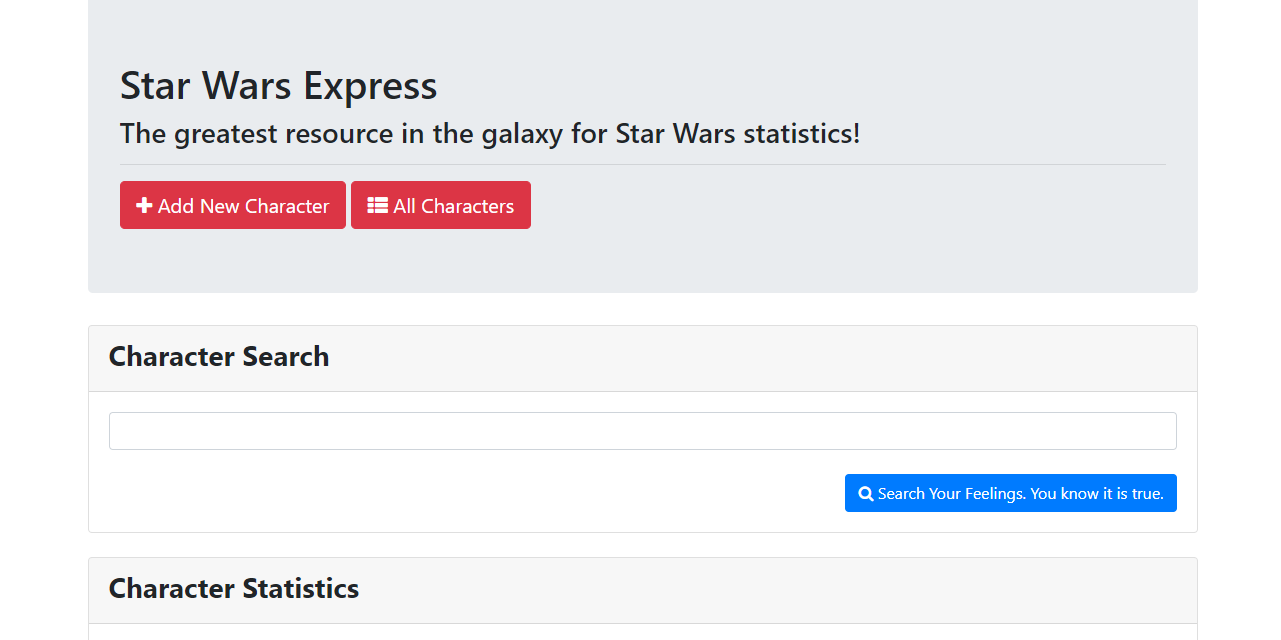 Star Wars Express
The greatest resource in the galaxy for Star Wars statistics!
Add New Character All Characters
Character Search
Search Your Feelings. You know it is true.
Character Statistics